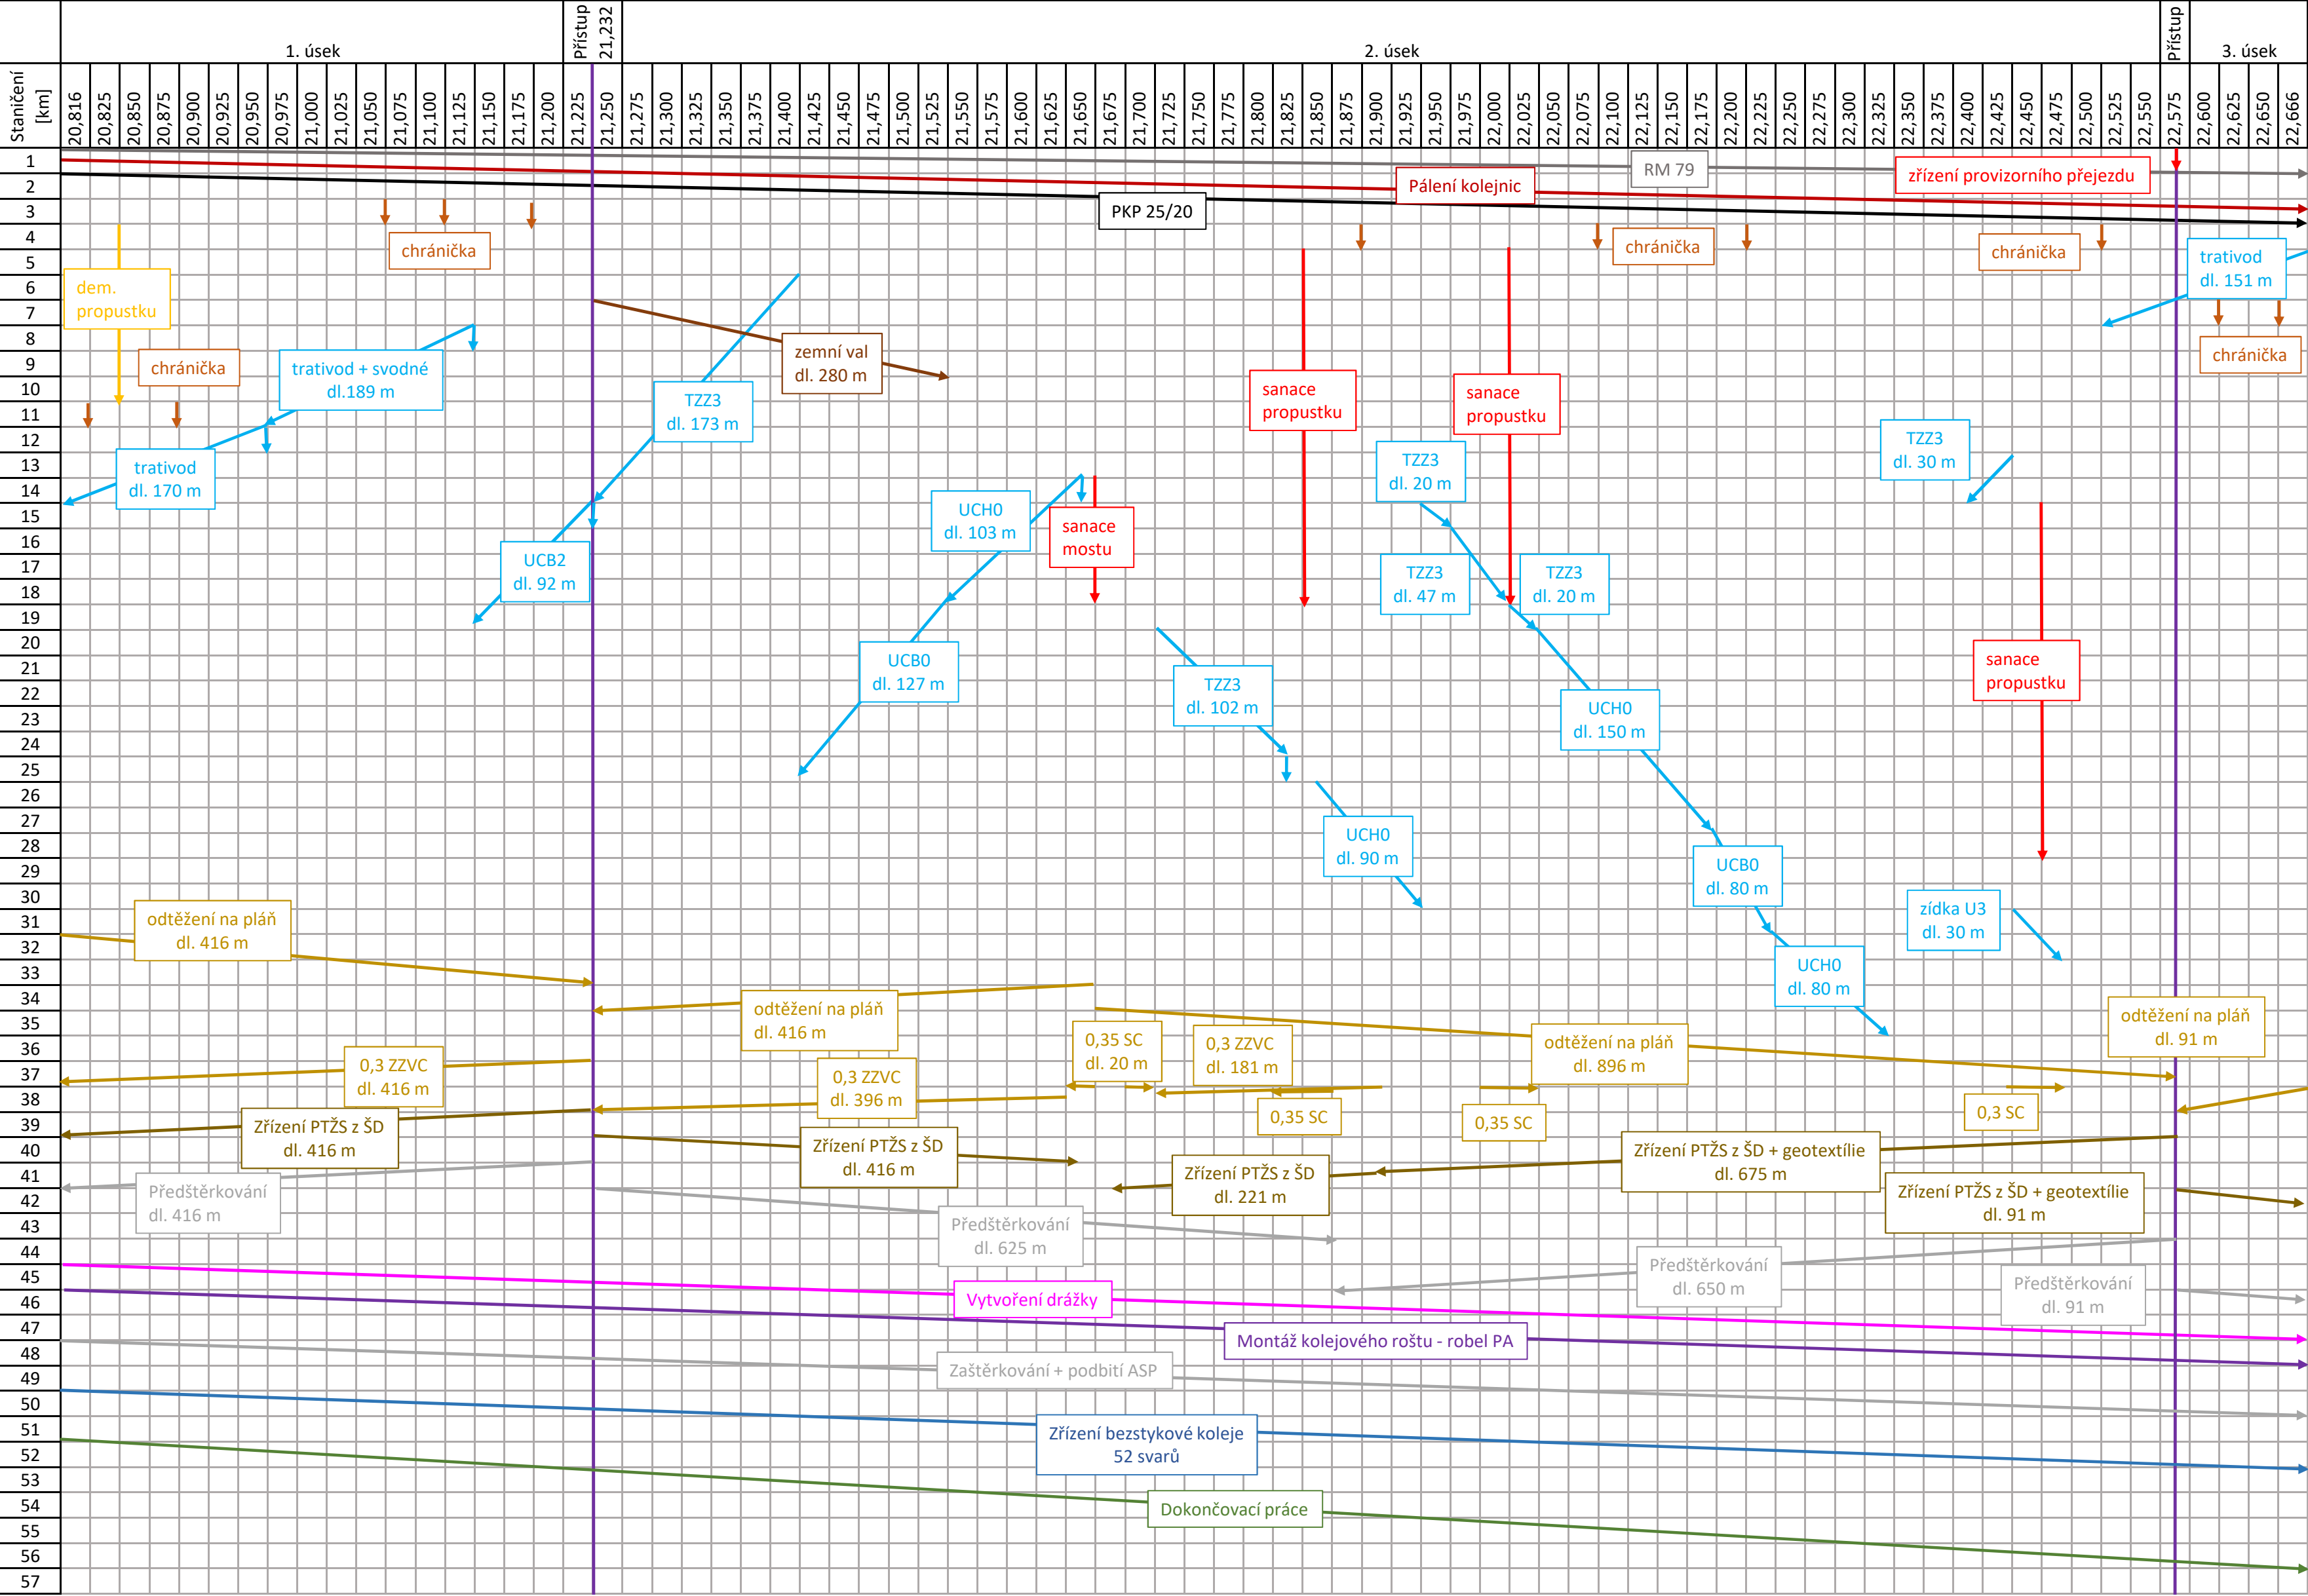 1. úsek
Přístup
21,232
2. úsek
Přístup
3. úsek
Staničení
[km]
20,816
20,825
20,850
20,875
20,900
20,925
20,950
20,975
21,000
21,025
21,050
21,075
21,100
21,125
21,150
21,175
21,200
21,225
21,250
21,275
21,300
21,325
21,350
21,375
21,400
21,425
21,450
21,475
21,500
21,525
21,550
21,575
21,600
21,625
21,650
21,675
21,700
21,725
21,750
21,775
21,800
21,825
21,850
21,875
21,900
21,925
21,950
21,975
22,000
22,025
22,050
22,075
22,100
22,125
22,150
22,175
22,200
22,225
22,250
22,275
22,300
22,325
22,350
22,375
22,400
22,425
22,450
22,475
22,500
22,525
22,550
22,575
22,600
22,625
22,650
22,666
1
RM 79
zřízení provizorního přejezdu
2
Pálení kolejnic
3
PKP 25/20
4
chránička
chránička
chránička
5
trativod
dl. 151 m
6
dem.
propustku
7
8
zemní val
dl. 280 m
chránička
9
chránička
trativod + svodné
dl.189 m
10
TZZ3
dl. 173 m
sanace
propustku
sanace
propustku
11
12
TZZ3
dl. 30 m
13
trativod
dl. 170 m
TZZ3
dl. 20 m
14
15
UCH0
dl. 103 m
sanace
mostu
16
17
UCB2
dl. 92 m
TZZ3
dl. 47 m
TZZ3
dl. 20 m
18
19
20
21
UCB0
dl. 127 m
sanace
propustku
22
TZZ3
dl. 102 m
23
UCH0
dl. 150 m
24
25
26
27
28
UCH0
dl. 90 m
29
UCB0
dl. 80 m
30
31
odtěžení na pláň
dl. 416 m
zídka U3
dl. 30 m
32
33
UCH0
dl. 80 m
34
odtěžení na pláň
dl. 416 m
35
odtěžení na pláň
dl. 91 m
36
0,35 SC
dl. 20 m
0,3 ZZVC
dl. 181 m
odtěžení na pláň
dl. 896 m
37
0,3 ZZVC
dl. 416 m
0,3 ZZVC
dl. 396 m
38
0,35 SC
0,35 SC
0,3 SC
39
Zřízení PTŽS z ŠD
dl. 416 m
40
Zřízení PTŽS z ŠD
dl. 416 m
Zřízení PTŽS z ŠD + geotextílie
dl. 675 m
41
Zřízení PTŽS z ŠD
dl. 221 m
42
Předštěrkování
dl. 416 m
Zřízení PTŽS z ŠD + geotextílie
dl. 91 m
43
Předštěrkování
dl. 625 m
44
45
Předštěrkování
dl. 650 m
Předštěrkování
dl. 91 m
46
Vytvoření drážky
47
Montáž kolejového roštu - robel PA
48
Zaštěrkování + podbití ASP
49
50
51
Zřízení bezstykové koleje
52 svarů
52
53
54
Dokončovací práce
55
56
57